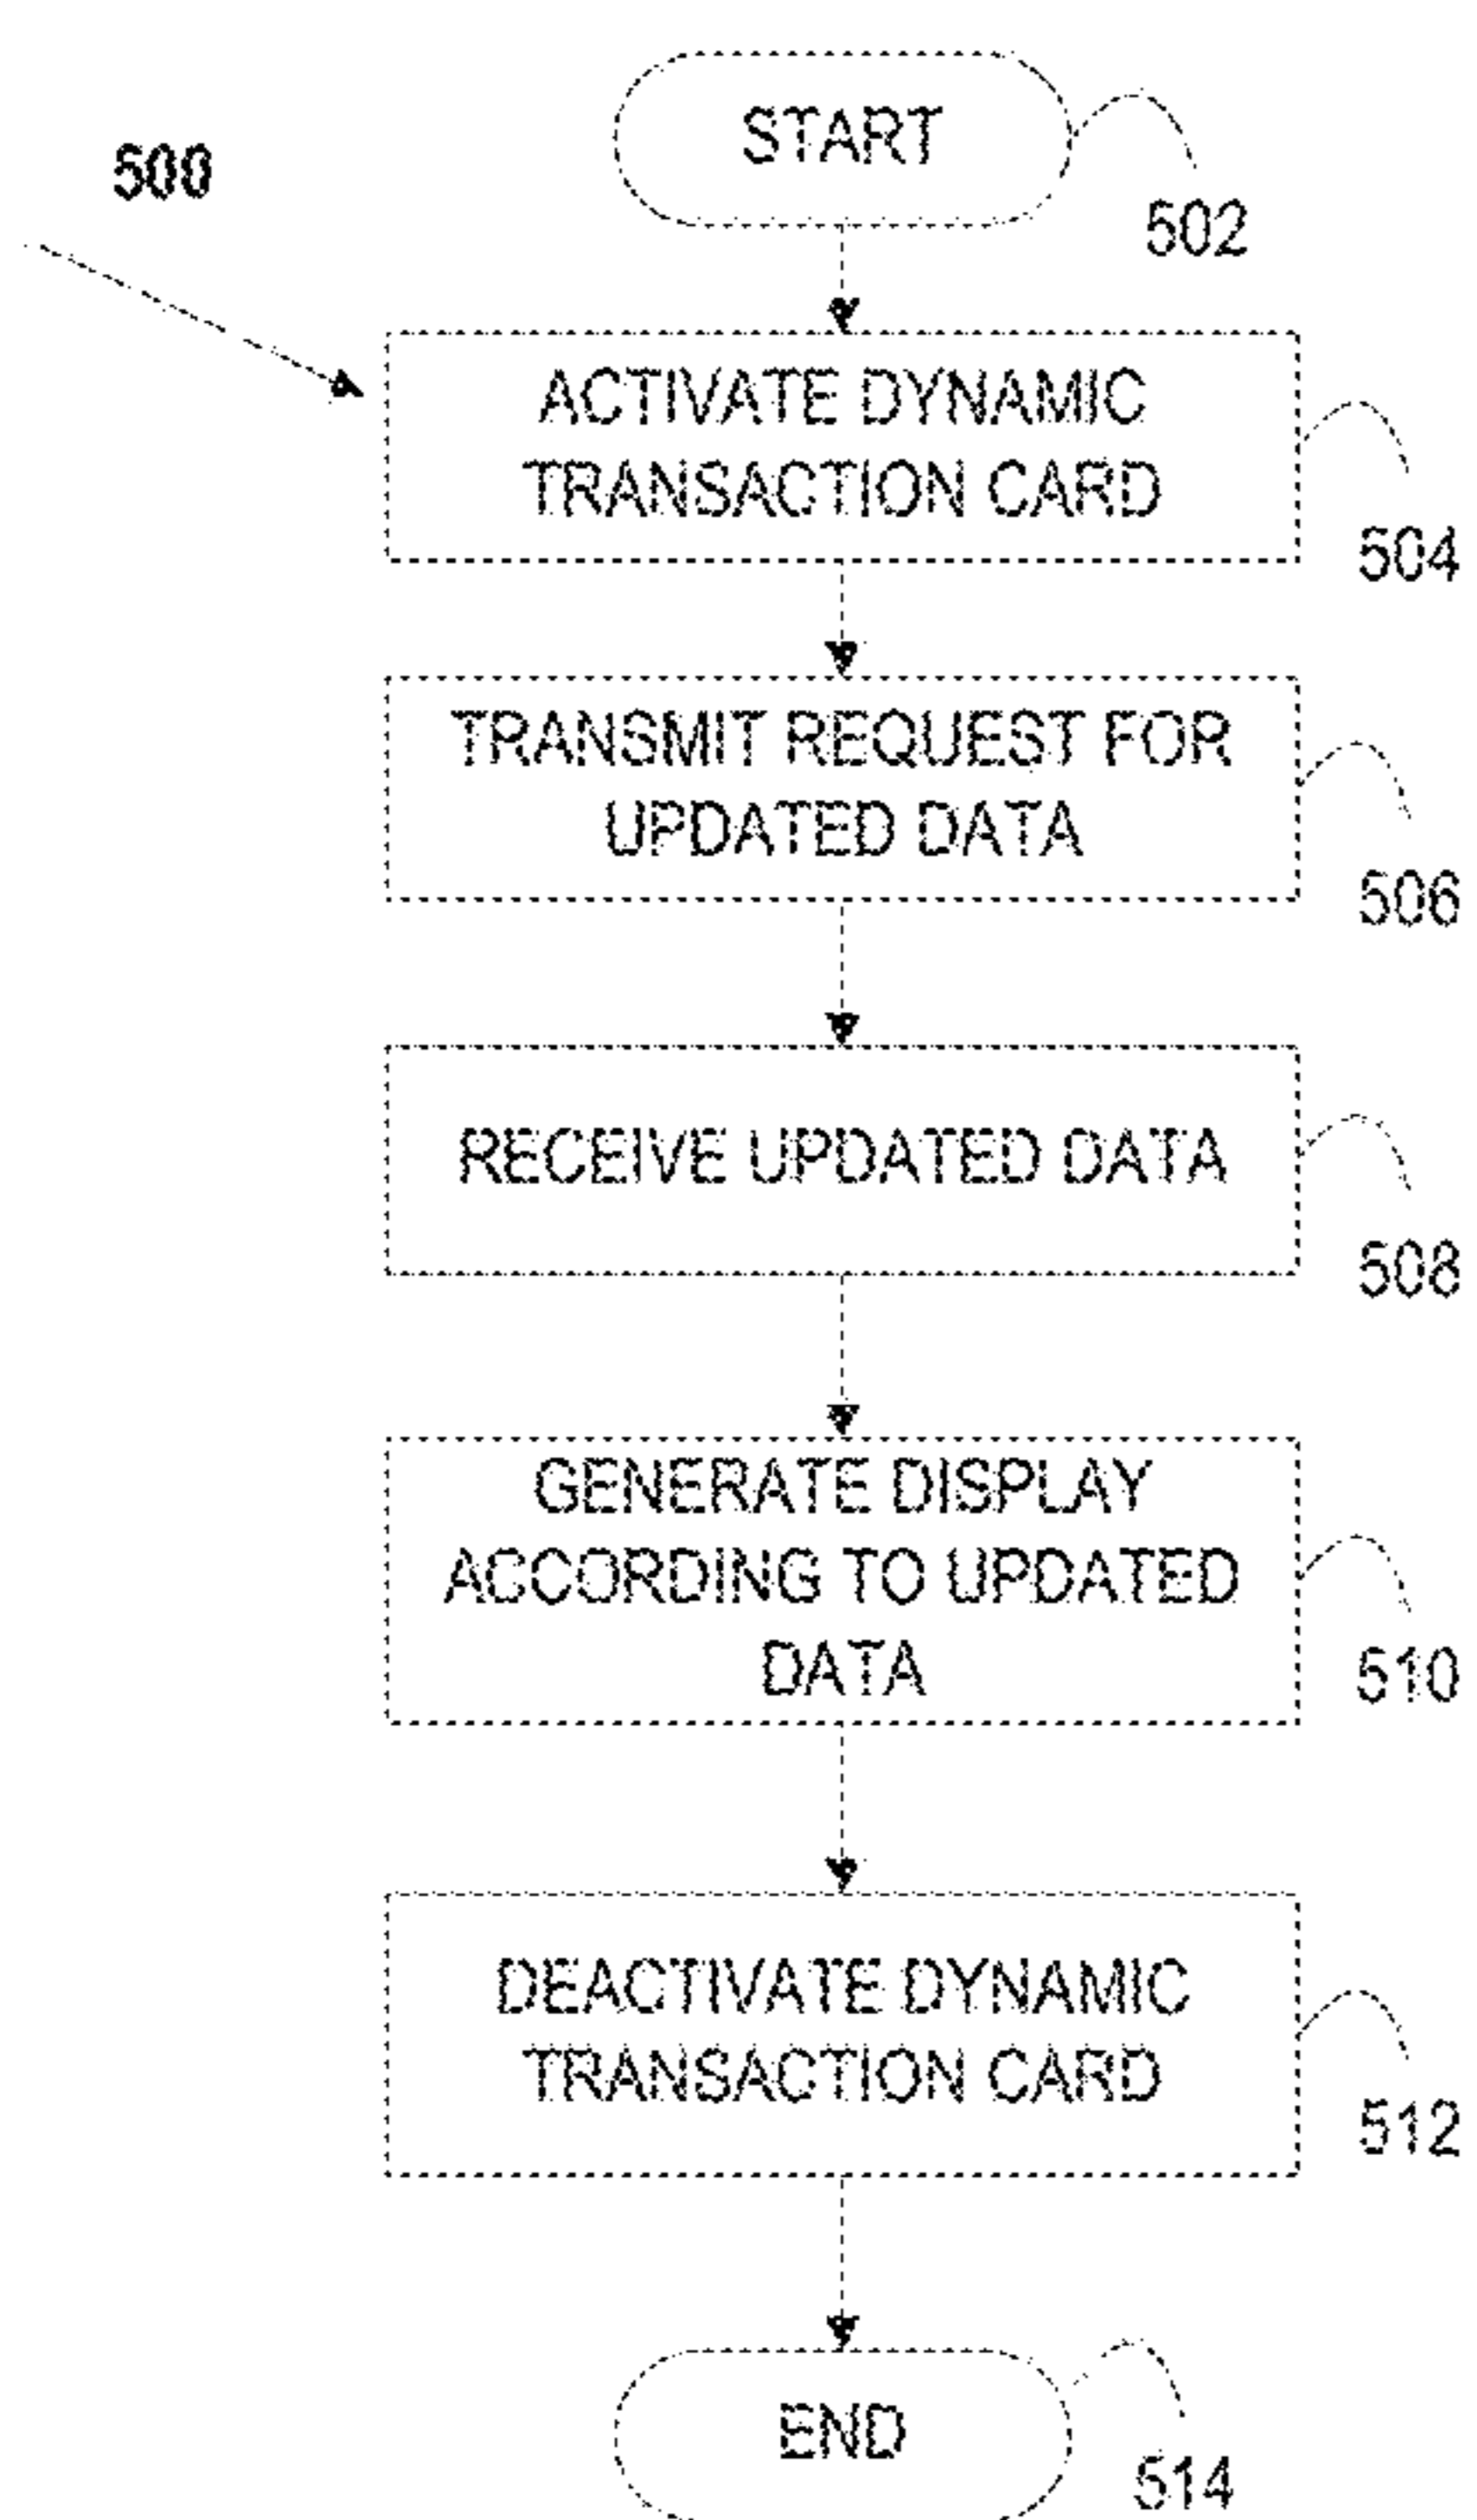 START
500
502
ACTIVATE DYNAMIC
TRANSACTION CARD
504
TRANSMIT REQUEST FOR
UPDATED DATA
506
RECEIVE UPDATED DATA
508
GENERATE DISPLAY
ACCORDING TO UPDATED
DATA
510
DEACTIVATE DYNAMIC
TRANSACTION CARD
512
END
514